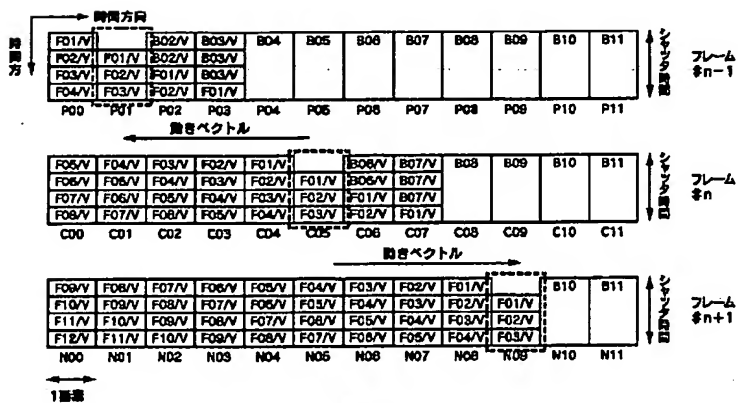 時間方向
時間方
F01/V B02/V B03/V B04 B05 B06 B07 B08 B09 B10 B11
F02/V F01/V B02/V B03/V
F03/V F02/V F01/V B03/V
F04/V F03/V F02/V F01/V
シャッタ時間
フレーム
#n-1
P00 P01 P02 P03 P04 P05 P06 P07 P08 P09 P10 P11
動きベクトル
F05/V F04/V F03/V F02/V F01/V B06/V B07/V B08 B09 B10 B11
F06/V F05/V F04/V F03/V F02/V F01/V B06/V B07/V
F07/V F06/V F05/V F04/V F03/V F02/V F01/V B07/V
F08/V F07/V F06/V F05/V F04/V F03/V F02/V F01/V
シャッタ時間
フレーム
#n
C00 C01 C02 C03 C04 C05 C06 C07 C08 C09 C10 C11
動きベクトル
F09/V F08/V F07/V F06/V F05/V F04/V F03/V F02/V F01/V B10 B11
F10/V F09/V F08/V F07/V F06/V F05/V F04/V F03/V F02/V F01/V
F11/V F10/V F09/V F08/V F07/V F06/V F05/V F04/V F03/V F02/V
F12/V F11/V F10/V F09/V F08/V F07/V F06/V F05/V F04/V F03/V
シャッタ時間
フレーム
#n+1
N00 N01 N02 N03 N04 N05 N06 N07 N08 N09 N10 N11
1画素